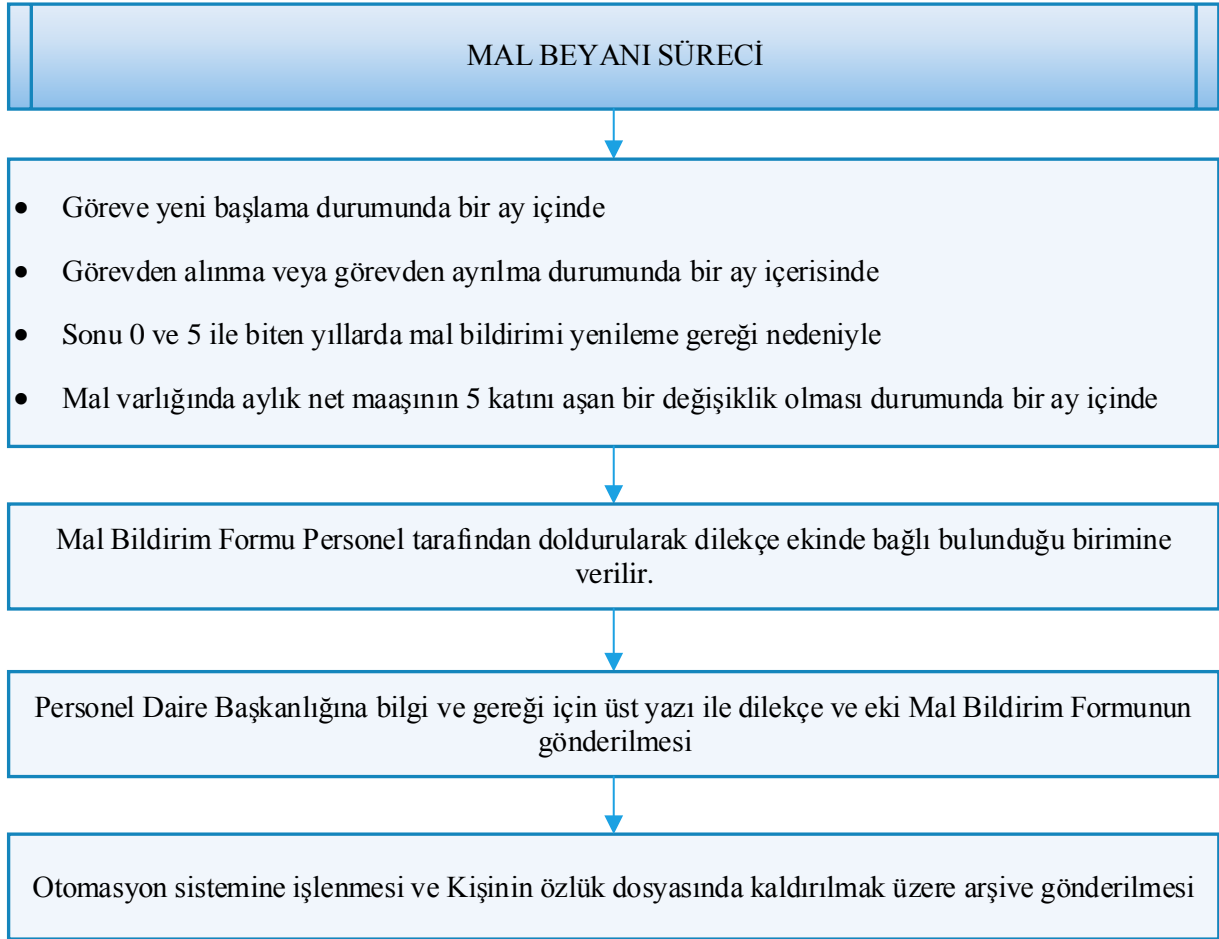 MAL BEYANI SÜRECİ
• Göreve yeni başlama durumunda bir ay içinde
• Görevden alınma veya görevden ayrılma durumunda bir ay içerisinde
• Sonu 0 ve 5 ile biten yıllarda mal bildirimi yenileme gereği nedeniyle
• Mal varlığında aylık net maaşının 5 katını aşan bir değişiklik olması durumunda bir ay içinde
Mal Bildirim Formu Personel tarafından doldurularak dilekçe ekinde bağlı bulunduğu birimine
verilir.
Personel Daire Başkanlığına bilgi ve gereği için üst yazı ile dilekçe ve eki Mal Bildirim Formunun
gönderilmesi
Otomasyon sistemine işlenmesi ve Kişinin özlük dosyasında kaldırılmak üzere arşive gönderilmesi